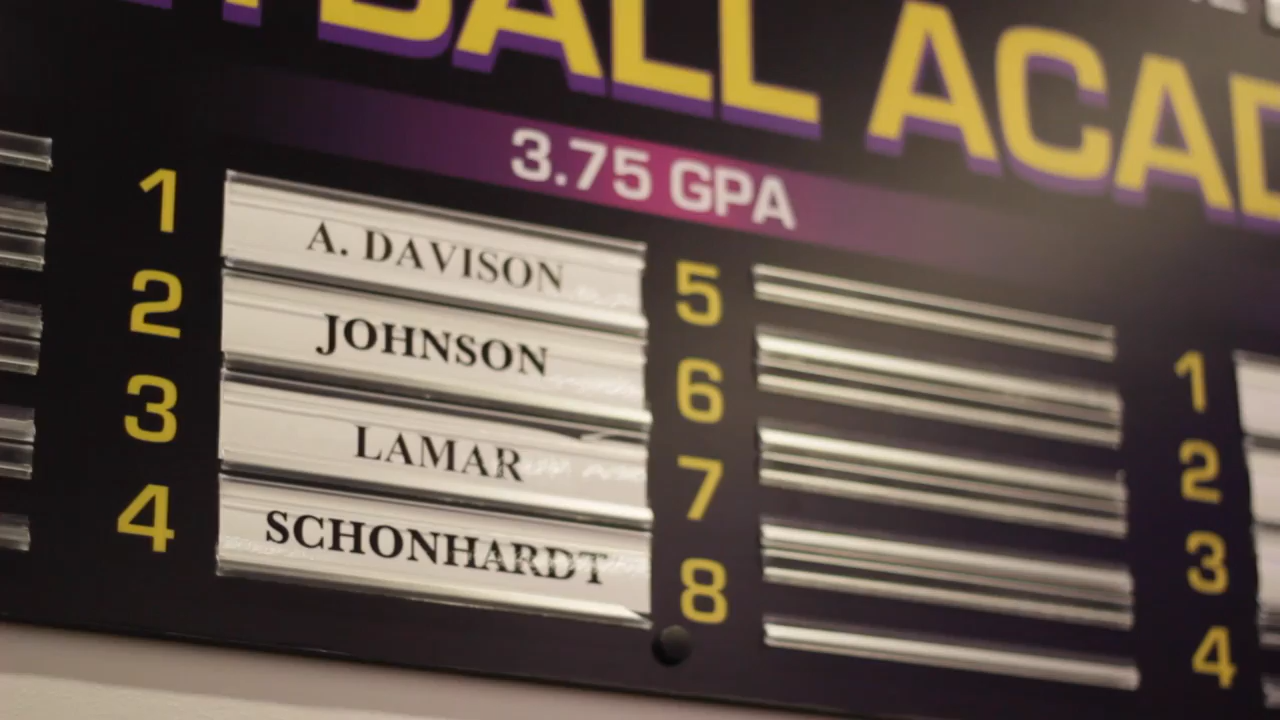 BALL ACAD
3.75 GPA
1 A. DAVISON
2 JOHNSON
3 LAMAR
4 SCHONHARDT
5
6
7
8
1
2
3
4